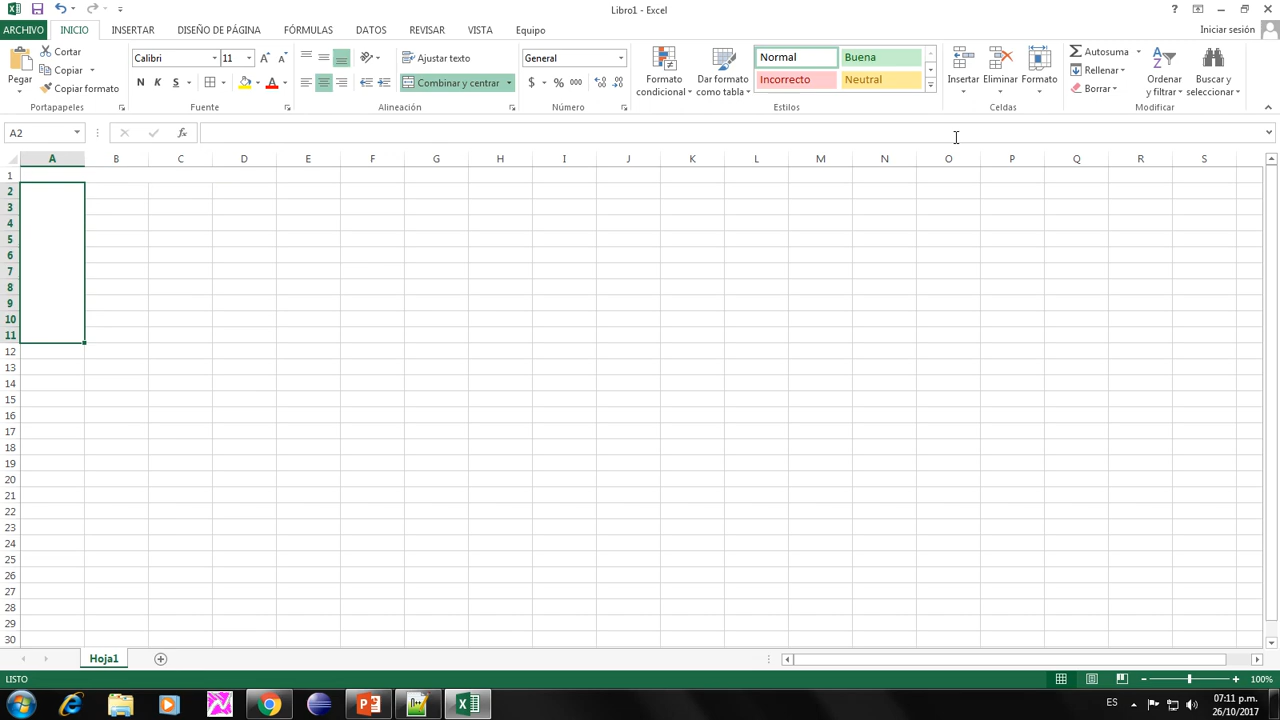 Libro1 - Excel
ARCHIVO INICIO INSERTAR DISEÑO DE PÁGINA FÓRMULAS DATOS REVISAR VISTA Equipo Iniciar sesión
Pegar
Cortar
Copiar
Copiar formato
Portapapeles
Calibri 11
N K S
Fuente
Ajustar texto
Combinar y centrar
Alineación
General
$ % 000
Número
Formato condicional
Dar formato como tabla
Normal Buena
Incorrecto Neutral
Estilos
Insertar Eliminar Formato
Celdas
Autosuma
Rellenar
Borrar
Ordenar y filtrar
Buscar y seleccionar
Modificar
A2 fx
A B C D E F G H I J K L M N O P Q R S
1
2
3
4
5
6
7
8
9
10
11
12
13
14
15
16
17
18
19
20
21
22
23
24
25
26
27
28
29
30
Hoja1
LISTO 100%
ES 07:11 p.m.
26/10/2017